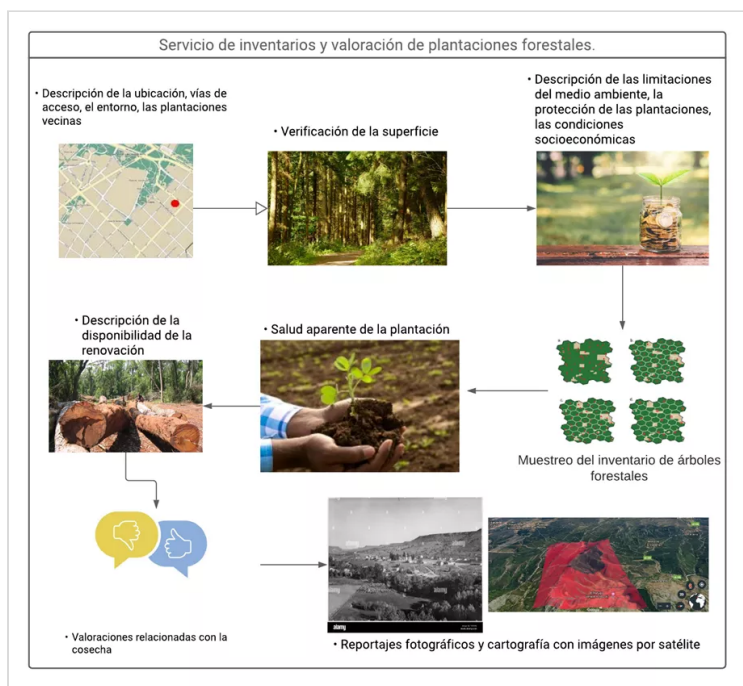 Servicio de inventarios y valoración de plantaciones forestales.
• Descripción de la ubicación, vías de
acceso, el entorno, las plantaciones
vecinas
• Verificación de la superficie
• Descripción de las limitaciones
del medio ambiente, la
protección de las plantaciones,
las condiciones
socioeconómicas
Muestreo del inventario de árboles
forestales
• Salud aparente de la plantación
• Descripción de la
disponibilidad de la
renovación
• Valoraciones relacionadas con la
cosecha
alamy
alamy
alamy
• Reportajes fotográficos y cartografía con imágenes por satélite